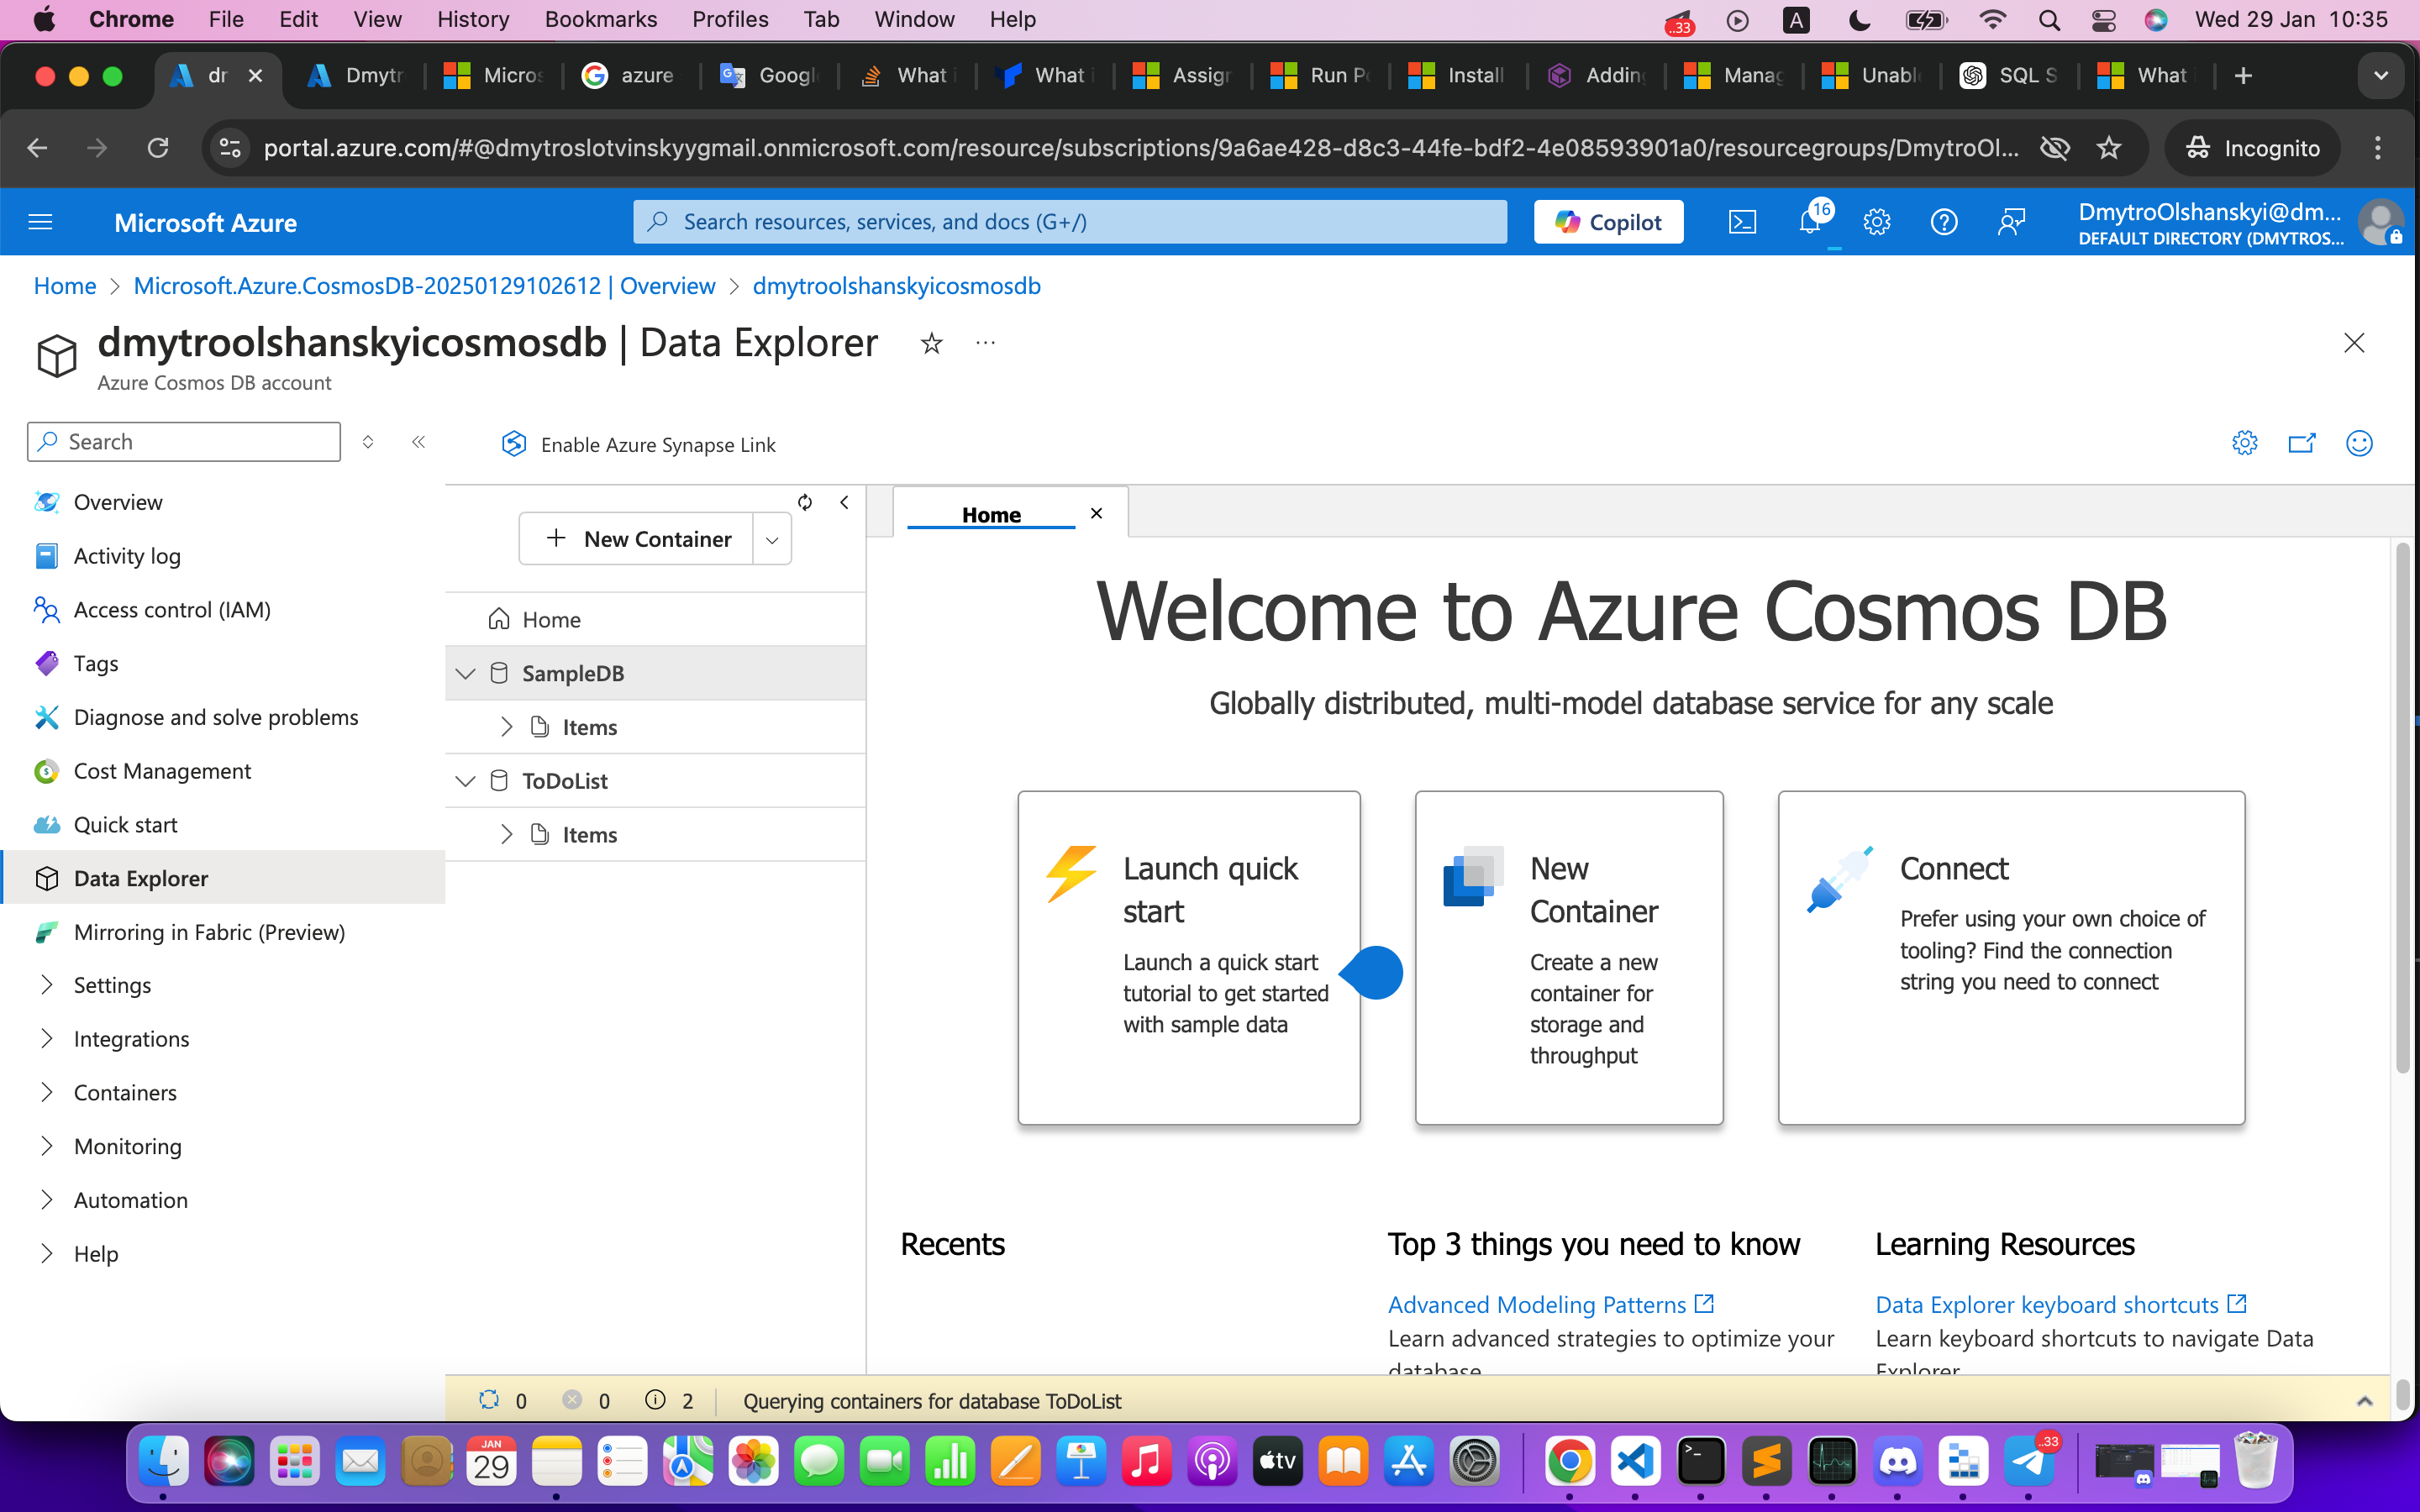 Chrome File Edit View History Bookmarks Profiles Tab Window Help ..33 A Wed 29 Jan 10:35
dr Dmytr Micros azure Google What i What i Assign Run Po Install Adding Manag Unable SQL S What
portal.azure.com/#@dmytroslotvinskyygmail.onmicrosoft.com/resource/subscriptions/9a6ae428-d8c3-44fe-bdf2-4e08593901a0/resourcegroups/DmytroOl... Incognito
Microsoft Azure
Search resources, services, and docs (G+/)
Copilot
16
DmytroOlshanskyi@dm...
DEFAULT DIRECTORY (DMYTROS...
Home > Microsoft.Azure.CosmosDB-20250129102612 | Overview > dmytroolshanskyicosmosdb
dmytroolshanskyicosmosdb | Data Explorer
Azure Cosmos DB account
Search
Overview
Activity log
Access control (IAM)
Tags
Diagnose and solve problems
Cost Management
Quick start
Data Explorer
Mirroring in Fabric (Preview)
Settings
Integrations
Containers
Monitoring
Automation
Help
Enable Azure Synapse Link
New Container
Home
SampleDB
Items
ToDoList
Items
Home
Welcome to Azure Cosmos DB
Globally distributed, multi-model database service for any scale
Launch quick
start
Launch a quick start
tutorial to get started
with sample data
New
Container
Create a new
container for
storage and
throughput
Connect
Prefer using your own choice of
tooling? Find the connection
string you need to connect
Recents
Top 3 things you need to know
Advanced Modeling Patterns
Learn advanced strategies to optimize your
database
Learning Resources
Data Explorer keyboard shortcuts
Learn keyboard shortcuts to navigate Data
Explorer
0 0 2 Querying containers for database ToDoList
JAN
29
tv
..33